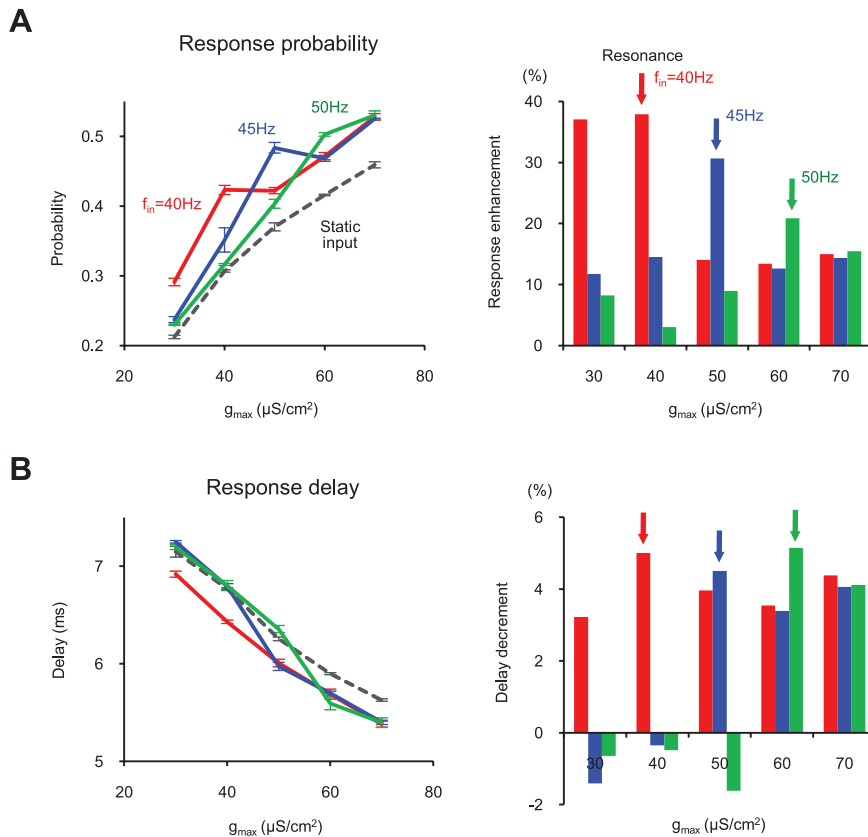 A
Response probability
0.5
0.4
0.3
0.2
Probability
50Hz
45Hz
fin=40Hz
Static
input
20 40 60 80
gmax (µS/cm²)
Resonance
(%)
fin=40Hz
45Hz
50Hz
40
30
20
10
0
Response enhancement
30 40 50 60 70
gmax (µS/cm²)
B
Response delay
7
6
5
Delay (ms)
20 40 60 80
gmax (µS/cm²)
(%)
6
4
2
0
-2
Delay decrement
30 40 50 60 70
gmax (µS/cm²)